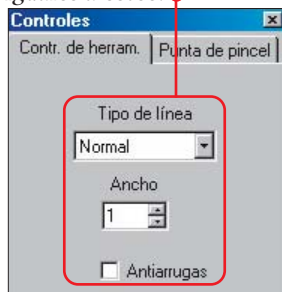 Controles
Contr. de herram. Punta de pincel
Tipo de línea
Normal
Ancho
1
Antiarrugas